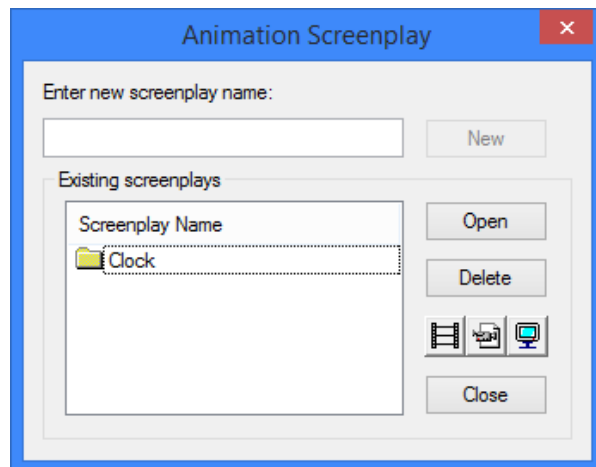 Animation Screenplay
Enter new screenplay name:
New
Existing screenplays
Screenplay Name
Open
Clock
Delete
Close